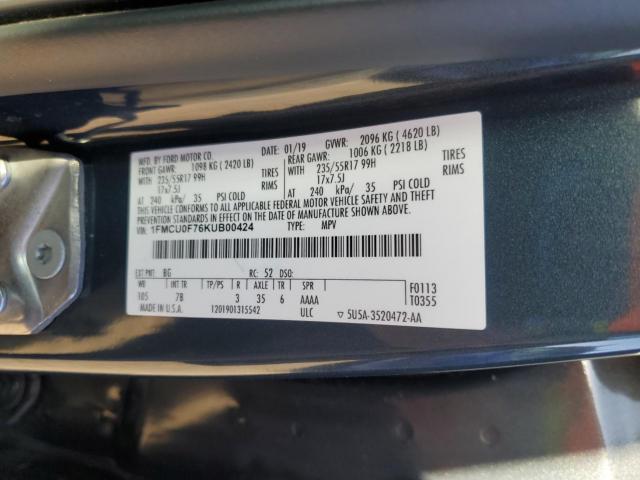 MFD. BY FORD MOTOR CO. DATE: 01/19 GVWR: 2096 KG ( 4620 LB)
FRONT GAWR: 1098 KG ( 2420 LB) REAR GAWR: 1006 KG ( 2218 LB)
WITH 235/55R17 99H TIRES WITH 235/55R17 99H TIRES
17x7.5J RIMS 17x7.5J RIMS
AT 240 kPa/ 35 PSI COLD AT 240 kPa/ 35 PSI COLD
THIS VEHICLE CONFORMS TO ALL APPLICABLE FEDERAL MOTOR VEHICLE SAFETY AND THEFT
PREVENTION STANDARDS IN EFFECT ON THE DATE OF MANUFACTURE SHOWN ABOVE.
VIN: 1FMCU0F76KUB00424 TYPE: MPV
EXT PNT: BG RC: 52 DSO:
WB INT TR TP/PS R AXLE TR SPR F0113
105 7B 3 35 6 AAAA T0355
MADE IN U.S.A. 1201901315542 ULC ▽ 5U5A-3520472-AA